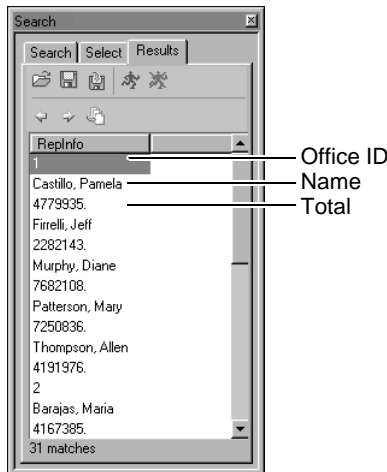 Search
Search Select Results
RepInfo
1
Office ID
Castillo, Pamela
Name
4779935.
Total
Firrelli, Jeff
2282143.
Murphy, Diane
7682108.
Patterson, Mary
7250836.
Thompson, Allen
4191976.
2
Barajas, Maria
4167385.
31 matches